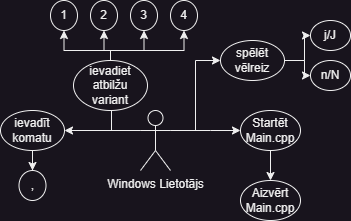 1
2
3
4
ievadiet
atbilžu
variant
spēlēt
vēlreiz
j/J
n/N
ievadīt
komatu
,
Startēt
Main.cpp
Windows Lietotājs
Aizvērt
Main.cpp